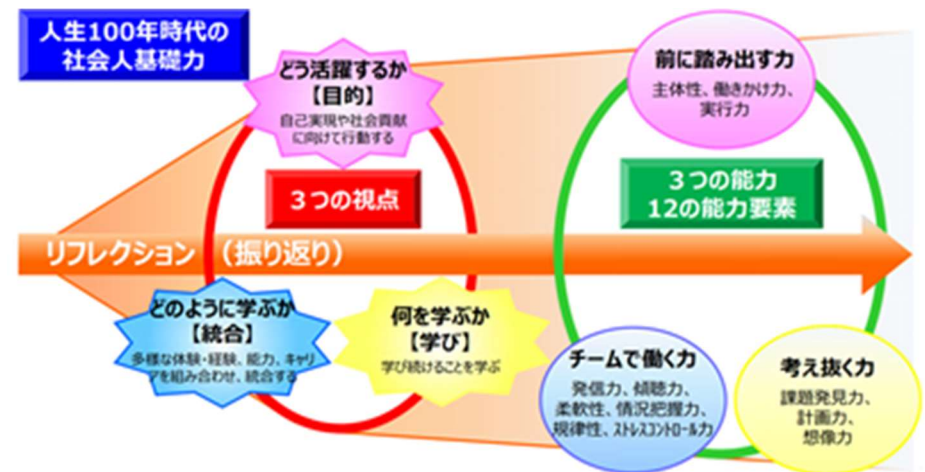 人生100年時代の
社会人基礎力
どう活躍するか
【目的】
自己実現や社会貢献
に向けて行動する
前に踏み出す力
主体性、働きかけ力、
実行力
３つの視点
３つの能力
12の能力要素
リフレクション （振り返り）
どのように学ぶか
【統合】
多様な体験・経験、能力、キャリ
アを組み合わせ、統合する
何を学ぶか
【学び】
学び続けることを学ぶ
チームで働く力
発信力、傾聴力、
柔軟性、情況把握力、
規律性、ｽﾄﾚｽｺﾝﾄﾛｰﾙ力
考え抜く力
課題発見力、
計画力、
想像力